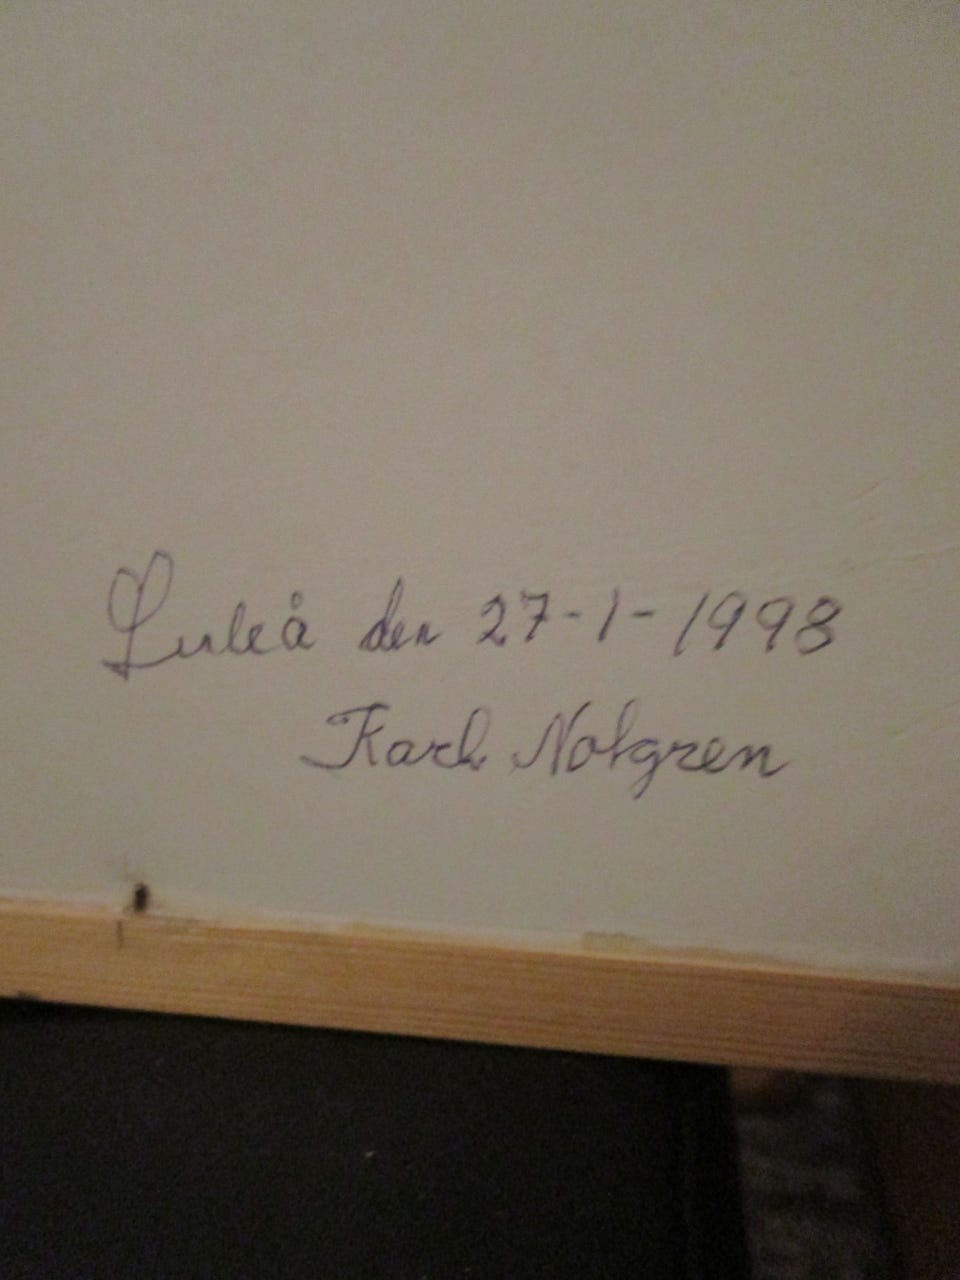 Luleå den 27-1-1998
Karl Nolgren